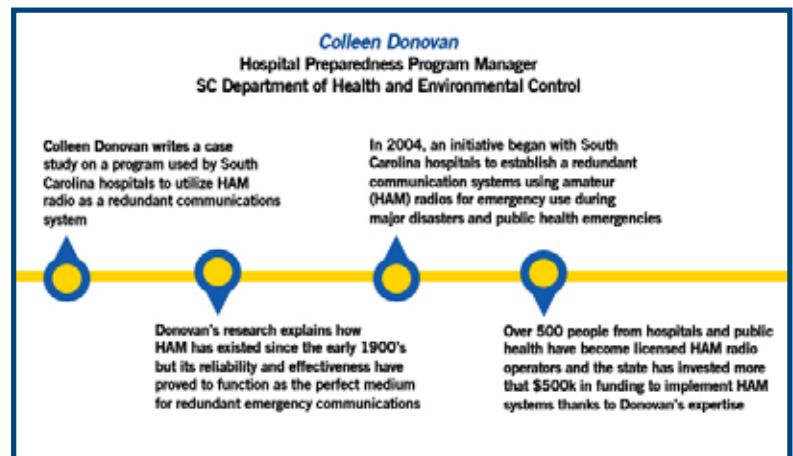 Colleen Donovan
Hospital Preparedness Program Manager
SC Department of Health and Environmental Control
Colleen Donovan writes a case
study on a program used by South
Carolina hospitals to utilize HAM
radio as a redundant communications
system
In 2004, an initiative began with South
Carolina hospitals to establish a redundant
communication systems using amateur
(HAM) radios for emergency use during
major disasters and public health emergencies
Donovan's research explains how
HAM has existed since the early 1900's
but its reliability and effectiveness have
proved to function as the perfect medium
for redundant emergency communications
Over 500 people from hospitals and public
health have become licensed HAM radio
operators and the state has invested more
that $500k in funding to implement HAM
systems thanks to Donovan's expertise